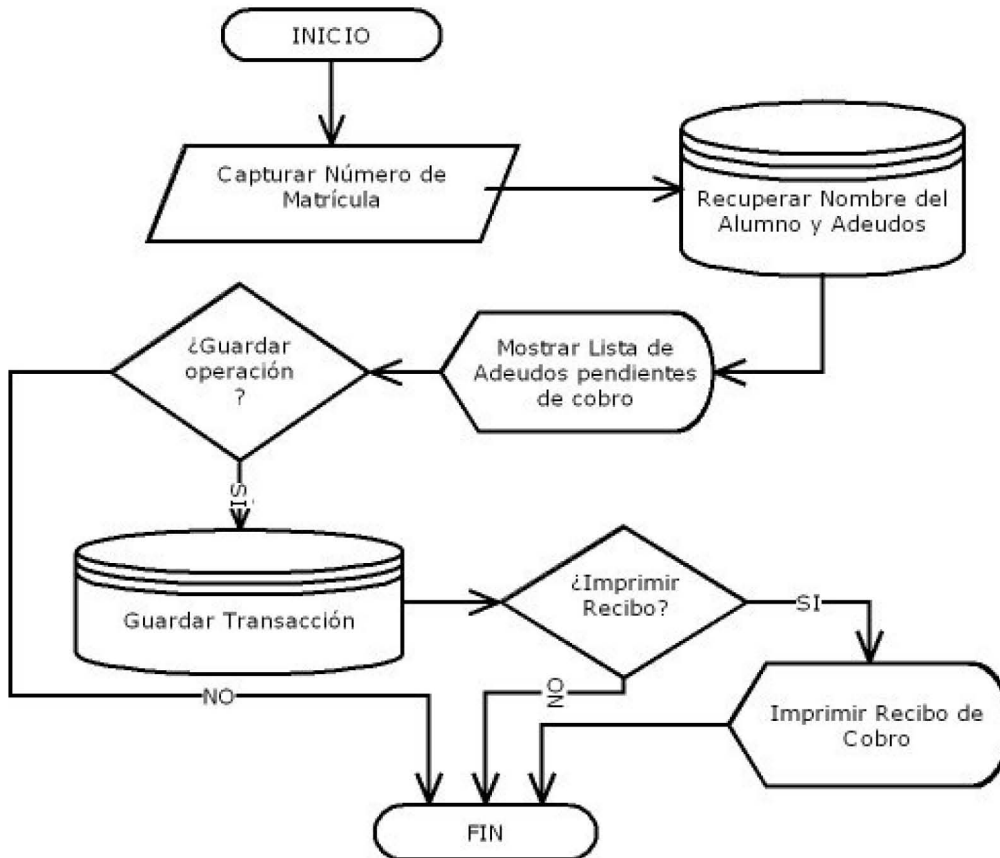 INICIO
Capturar Número de
Matrícula
Recuperar Nombre del
Alumno y Adeudos
¿Guardar
operación
?
Mostrar Lista de
Adeudos pendientes
de cobro
SÍ
Guardar Transacción
¿Imprimir
Recibo?
SI
NO
NO
Imprimir Recibo de
Cobro
FIN